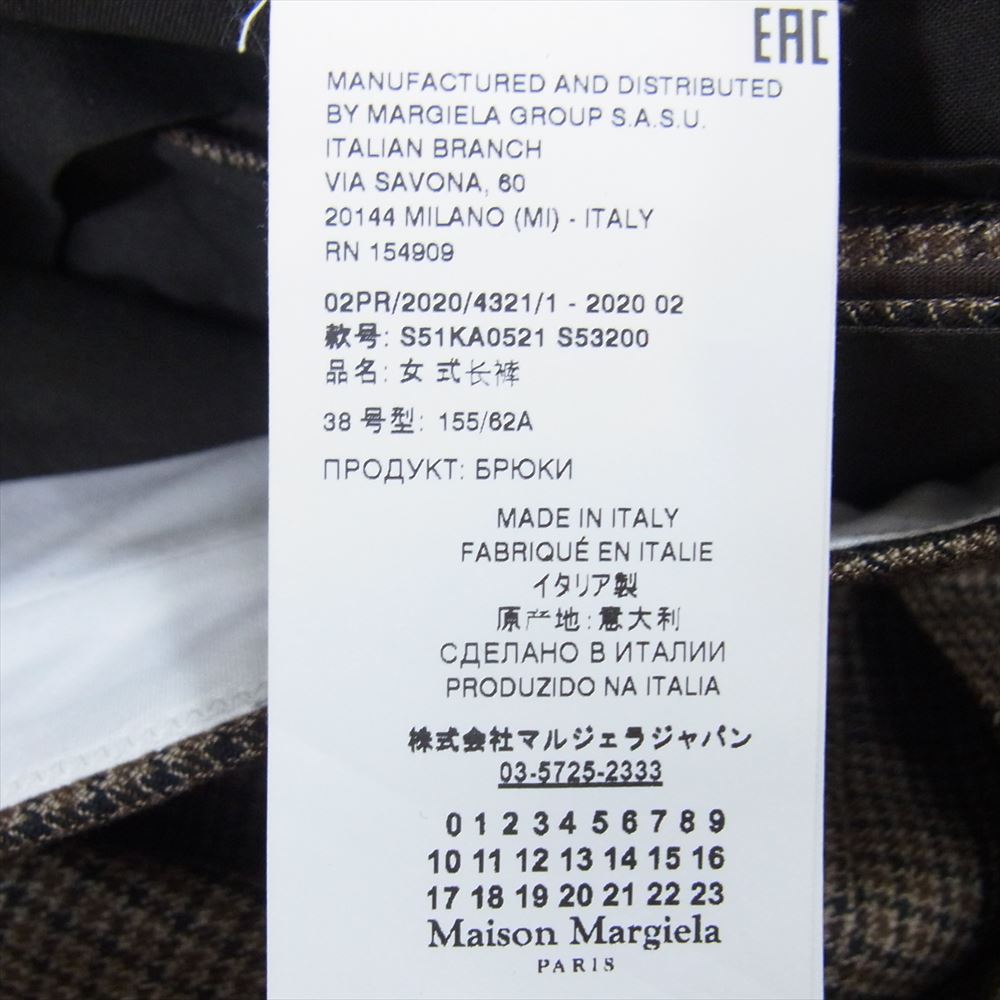 EAC
MANUFACTURED AND DISTRIBUTED
BY MARGIELA GROUP S.A.S.U.
ITALIAN BRANCH
VIA SAVONA, 60
20144 MILANO (MI) - ITALY
RN 154909
02PR/2020/4321/1 - 2020 02
款号: S51KA0521 S53200
品名: 女式长裤
38 号型: 155/62A
ПРОДУКТ: БРЮКИ
MADE IN ITALY
FABRIQUÉ EN ITALIE
イタリア製
原产地: 意大利
СДЕЛАНО В ИТАЛИИ
PRODUZIDO NA ITALIA
株式会社マルジェラジャパン
03-5725-2333
0 1 2 3 4 5 6 7 8 9
10 11 12 13 14 15 16
17 18 19 20 21 22 23
Maison Margiela
PARIS